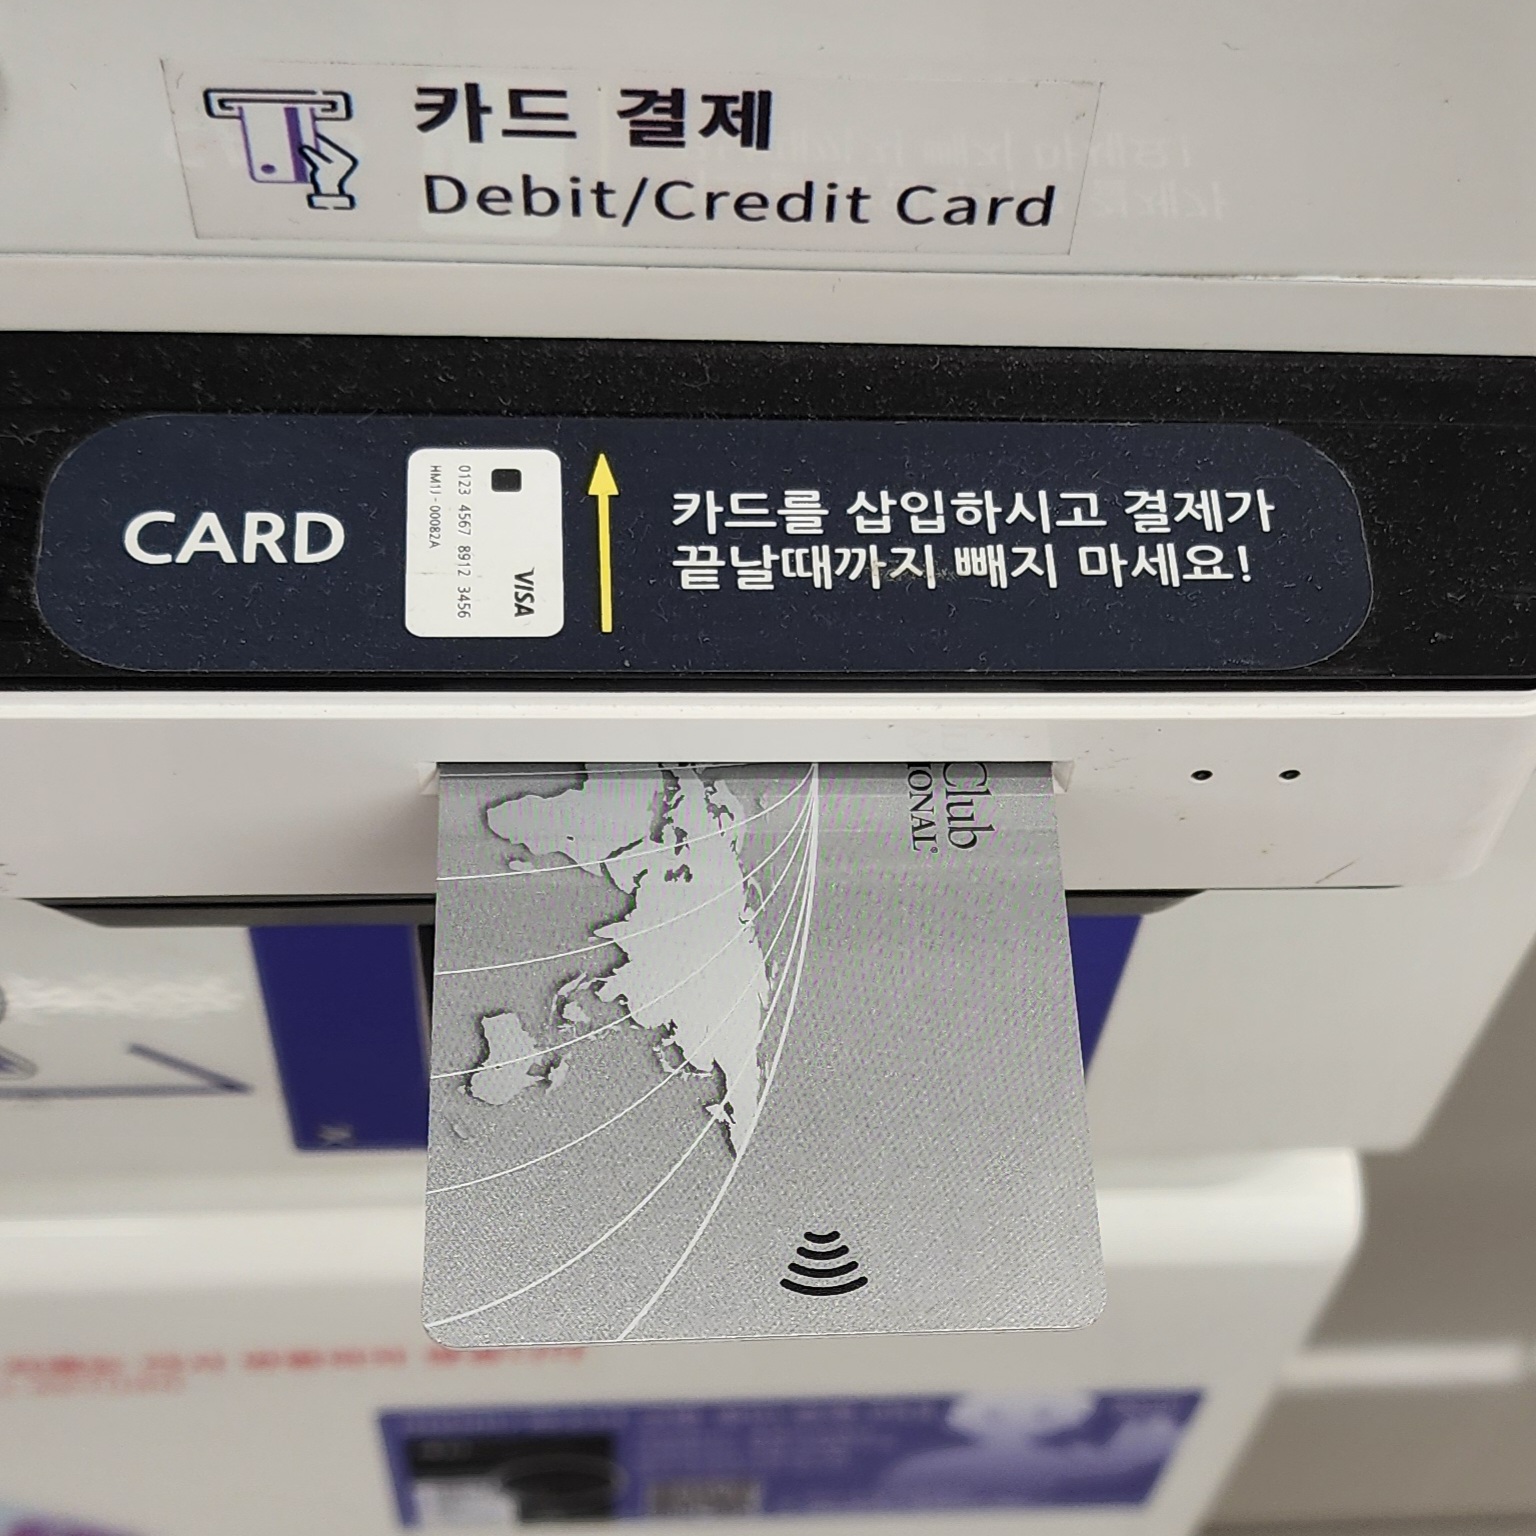 카드 결제
Debit/Credit Card
CARD
0123 4567 8912 3456
HM1J-00082A
VISA
카드를 삽입하시고 결제가
끝날때까지 빼지 마세요!
Club
IONAL®